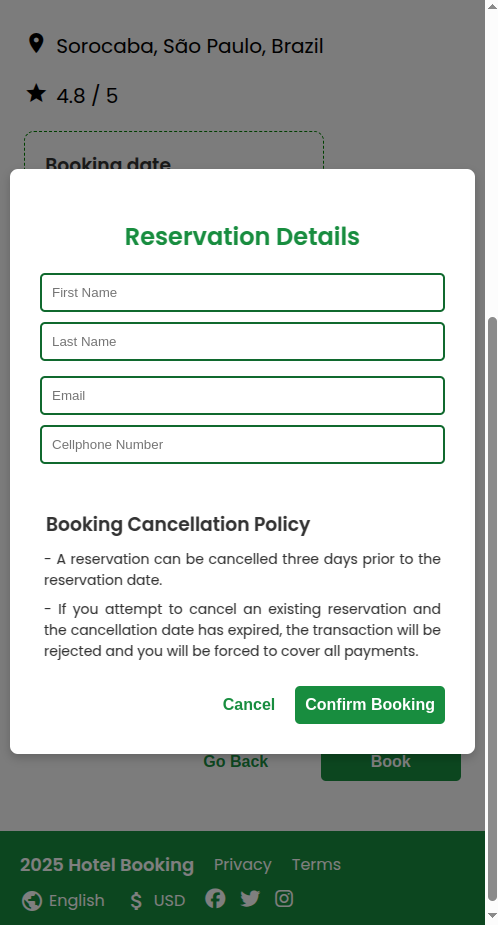 Sorocaba, São Paulo, Brazil
4.8 / 5
Booking date
Reservation Details
First Name
Last Name
Email
Cellphone Number
Booking Cancellation Policy
- A reservation can be cancelled three days prior to the
reservation date.
- If you attempt to cancel an existing reservation and
the cancellation date has expired, the transaction will be
rejected and you will be forced to cover all payments.
Cancel Confirm Booking
Go Back Book
2025 Hotel Booking Privacy Terms
English $ USD